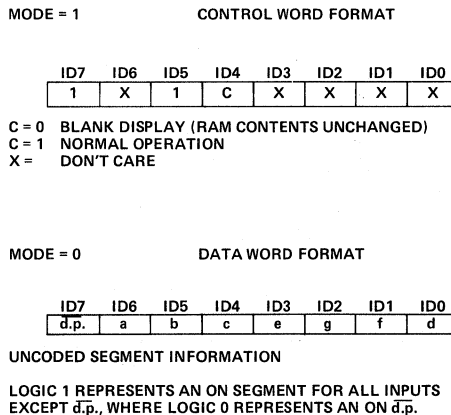 MODE = 1 CONTROL WORD FORMAT
ID7 ID6 ID5 ID4 ID3 ID2 ID1 ID0
1 X 1 C X X X X
C = 0 BLANK DISPLAY (RAM CONTENTS UNCHANGED)
C = 1 NORMAL OPERATION
X = DON'T CARE
MODE = 0 DATA WORD FORMAT
ID7 ID6 ID5 ID4 ID3 ID2 ID1 ID0
d.p. a b c e g f d
UNCODED SEGMENT INFORMATION
LOGIC 1 REPRESENTS AN ON SEGMENT FOR ALL INPUTS
EXCEPT d.p., WHERE LOGIC 0 REPRESENTS AN ON d.p.